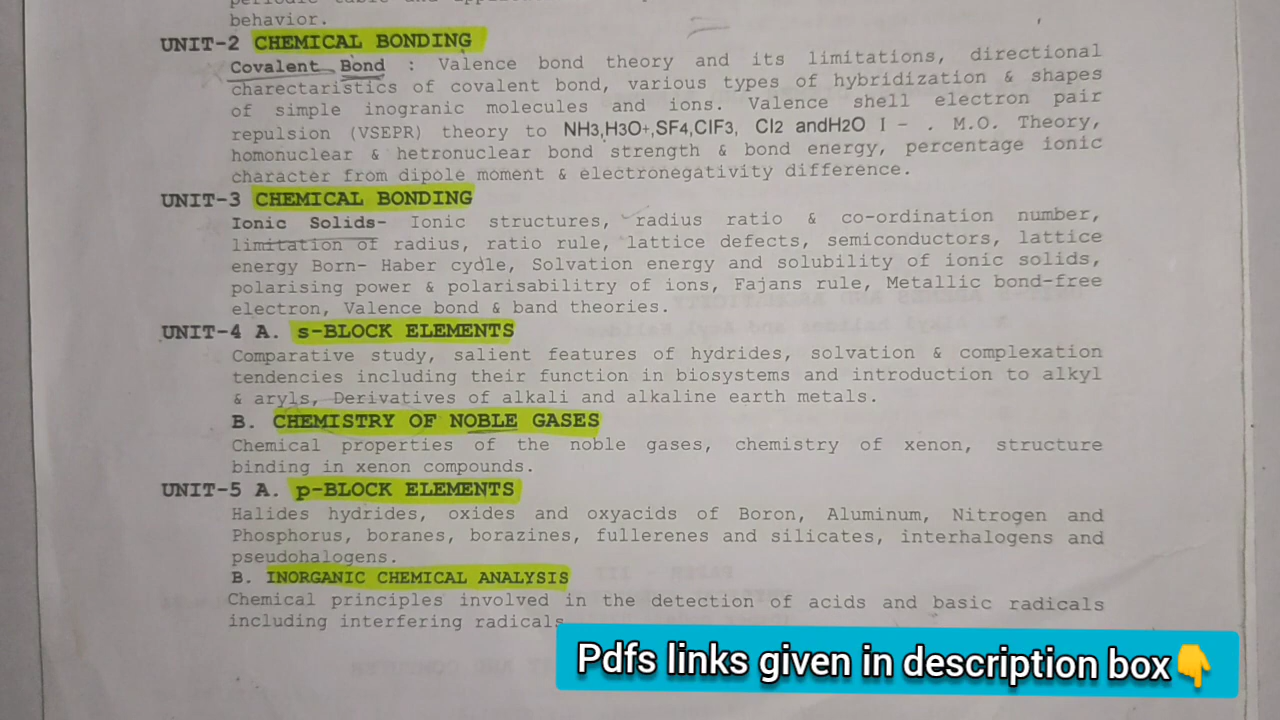 behavior.
UNIT-2 CHEMICAL BONDING
Covalent Bond : Valence bond theory and its limitations, directional
charectaristics of covalent bond, various types of hybridization & shapes
of simple inogranic molecules and ions. Valence shell electron pair
repulsion (VSEPR) theory to NH3,H3O+,SF4,ClF3, Cl2 andH2O I - . M.O. Theory,
homonuclear & hetronuclear bond strength & bond energy, percentage ionic
character from dipole moment & electronegativity difference.
UNIT-3 CHEMICAL BONDING
Ionic Solids- Ionic structures, radius ratio & co-ordination number,
limitation of radius, ratio rule, lattice defects, semiconductors, lattice
energy Born- Haber cycle, Solvation energy and solubility of ionic solids,
polarising power & polarisabilitry of ions, Fajans rule, Metallic bond-free
electron, Valence bond & band theories.
UNIT-4 A. s-BLOCK ELEMENTS
Comparative study, salient features of hydrides, solvation & complexation
tendencies including their function in biosystems and introduction to alkyl
& aryls, Derivatives of alkali and alkaline earth metals.
B. CHEMISTRY OF NOBLE GASES
Chemical properties of the noble gases, chemistry of xenon, structure
binding in xenon compounds.
UNIT-5 A. p-BLOCK ELEMENTS
Halides hydrides, oxides and oxyacids of Boron, Aluminum, Nitrogen and
Phosphorus, boranes, borazines, fullerenes and silicates, interhalogens and
pseudohalogens.
B. INORGANIC CHEMICAL ANALYSIS
Chemical principles involved in the detection of acids and basic radicals
including interfering radicals
Pdfs links given in description box👇